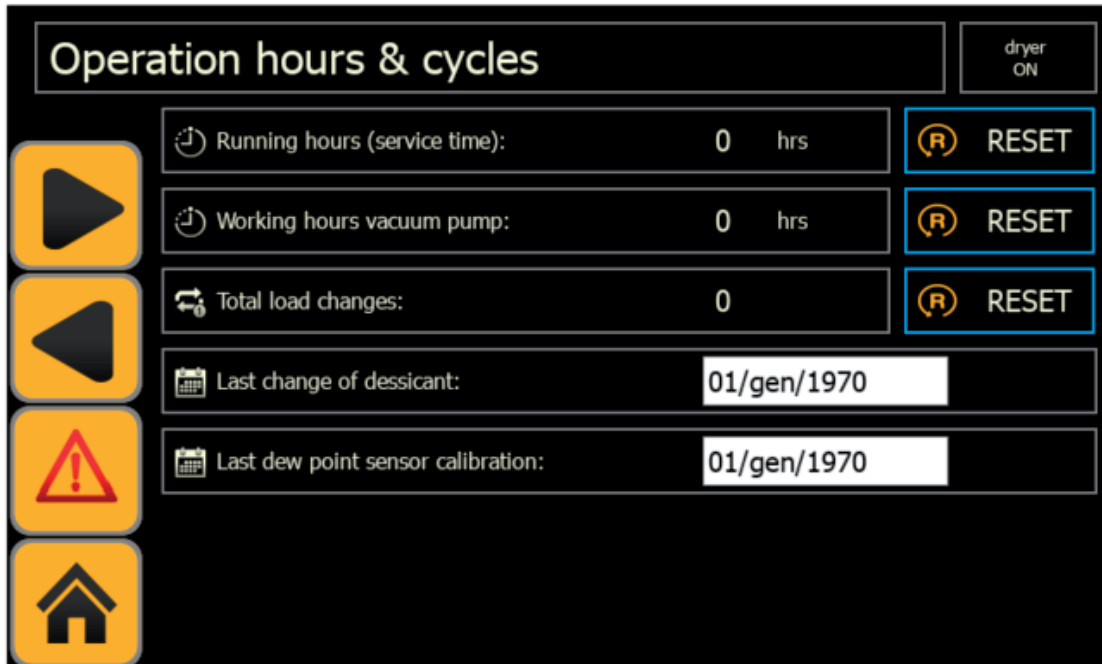 Operation hours & cycles
dryer
ON
Running hours (service time): 0 hrs
R RESET
Working hours vacuum pump: 0 hrs
R RESET
Total load changes: 0
R RESET
Last change of dessicant: 01/gen/1970
Last dew point sensor calibration: 01/gen/1970